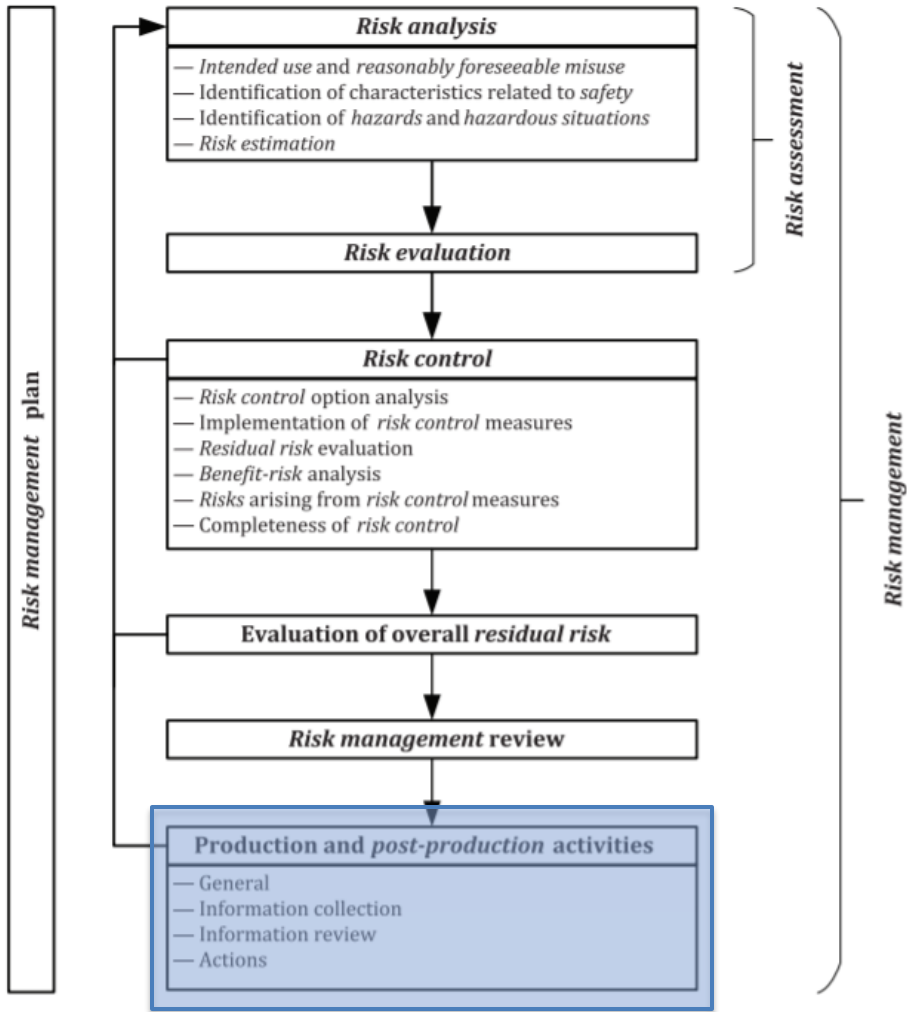 Risk analysis
— Intended use and reasonably foreseeable misuse
— Identification of characteristics related to safety
— Identification of hazards and hazardous situations
— Risk estimation
Risk evaluation
Risk control
— Risk control option analysis
— Implementation of risk control measures
— Residual risk evaluation
— Benefit-risk analysis
— Risks arising from risk control measures
— Completeness of risk control
Evaluation of overall residual risk
Risk management review
Production and post-production activities
— General
— Information collection
— Information review
— Actions
Risk management plan
Risk assessment
Risk management